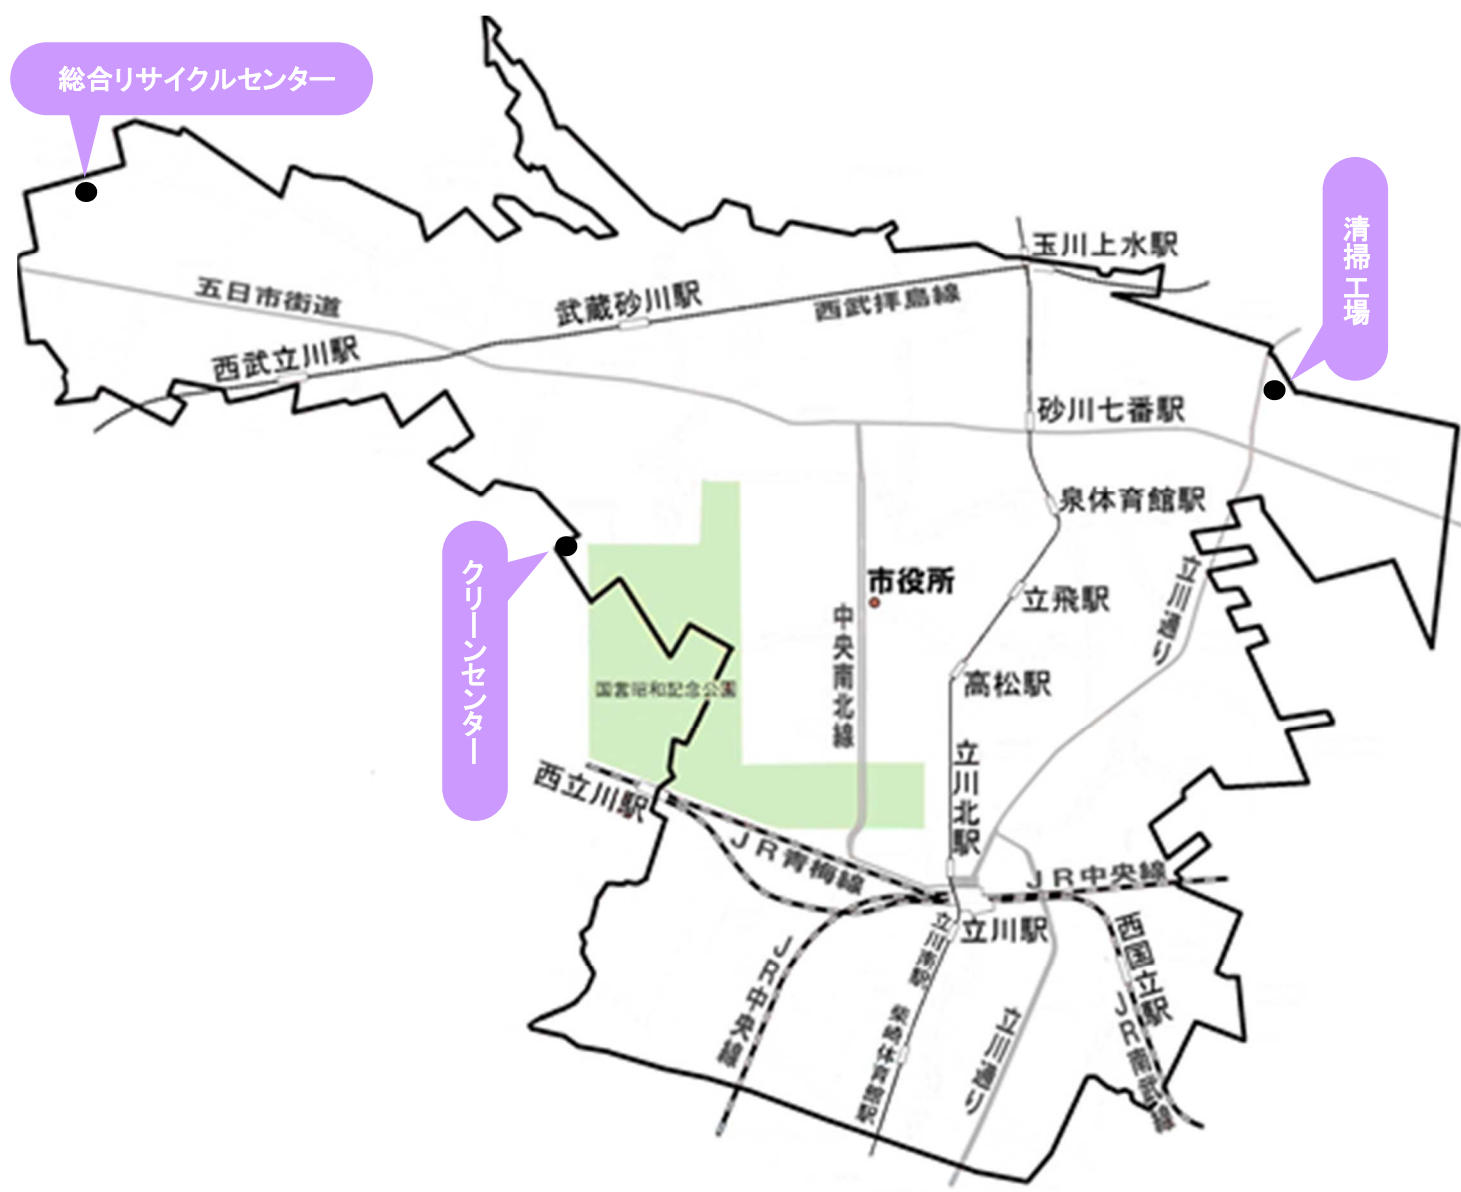 総合リサイクルセンター
清掃工場
玉川上水駅
五日市街道
武蔵砂川駅
西武拝島線
西武立川駅
砂川七番駅
泉体育館駅
クリーンセンター
市役所
立飛駅
立川通り
中央南北線
高松駅
国営昭和記念公園
立川北駅
西立川駅
JR青梅線
JR中央線
立川駅
立川南駅
西国立駅
JR中央線
柴崎体育館駅
立川通り
JR南武線